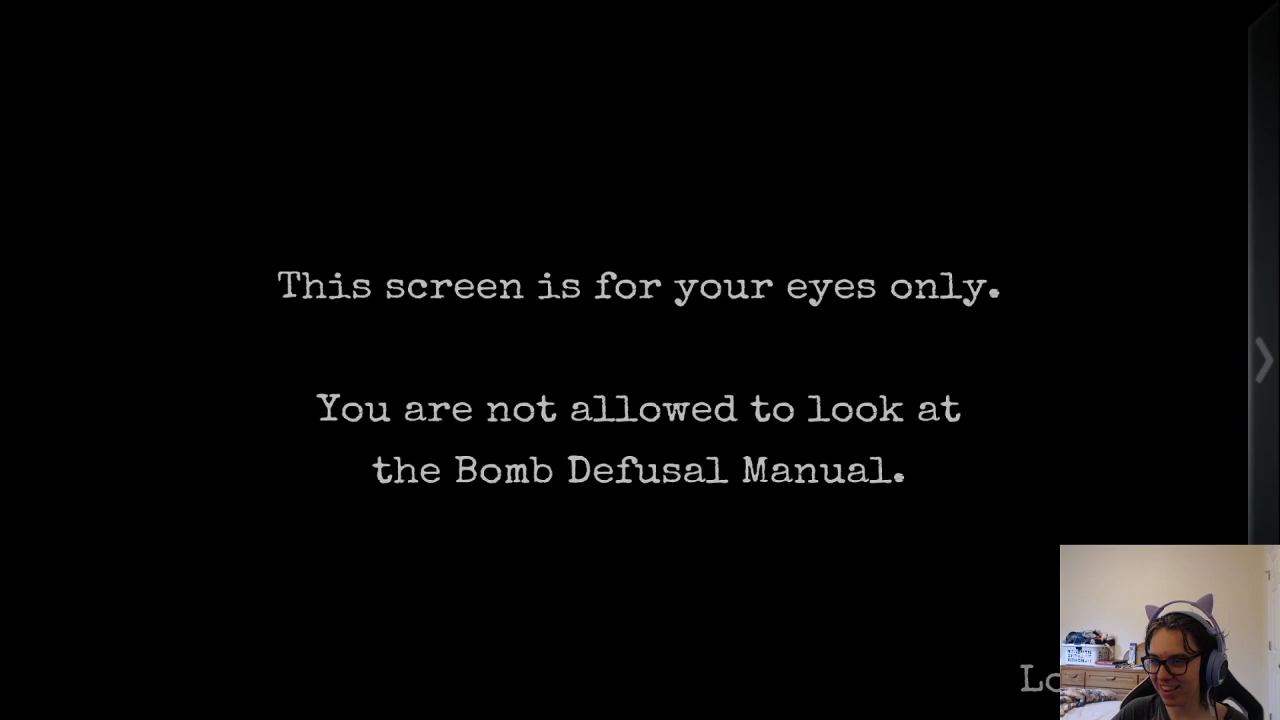 This screen is for your eyes only.
You are not allowed to look at
the Bomb Defusal Manual.